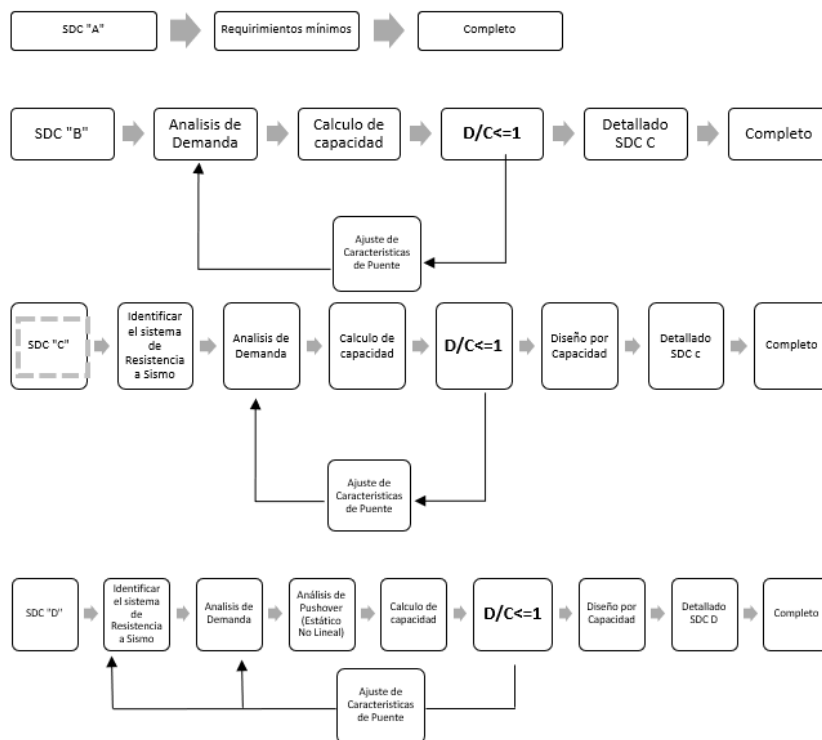 SDC "A"
Requirimientos mínimos
Completo
SDC "B"
Analisis de
Demanda
Calculo de
capacidad
D/C<=1
Detallado
SDC C
Completo
Ajuste de
Caracteristicas
de Puente
SDC "C"
Identificar
el sistema
de
Resistencia
a Sismo
Analisis de
Demanda
Calculo de
capacidad
D/C<=1
Diseño por
Capacidad
Detallado
SDC c
Completo
Ajuste de
Caracteristicas
de Puente
SDC "D"
Identificar
el sistema
de
Resistencia
a Sismo
Analisis de
Demanda
Análisis de
Pushover
(Estático
No Lineal)
Calculo de
capacidad
D/C<=1
Diseño por
Capacidad
Detallado
SDC D
Completo
Ajuste de
Caracteristicas
de Puente